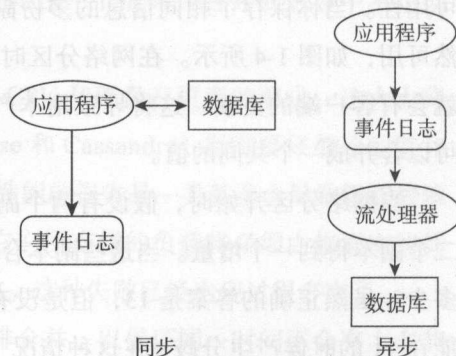 应用程序
数据库
事件日志
同步
应用程序
事件日志
流处理器
数据库
异步